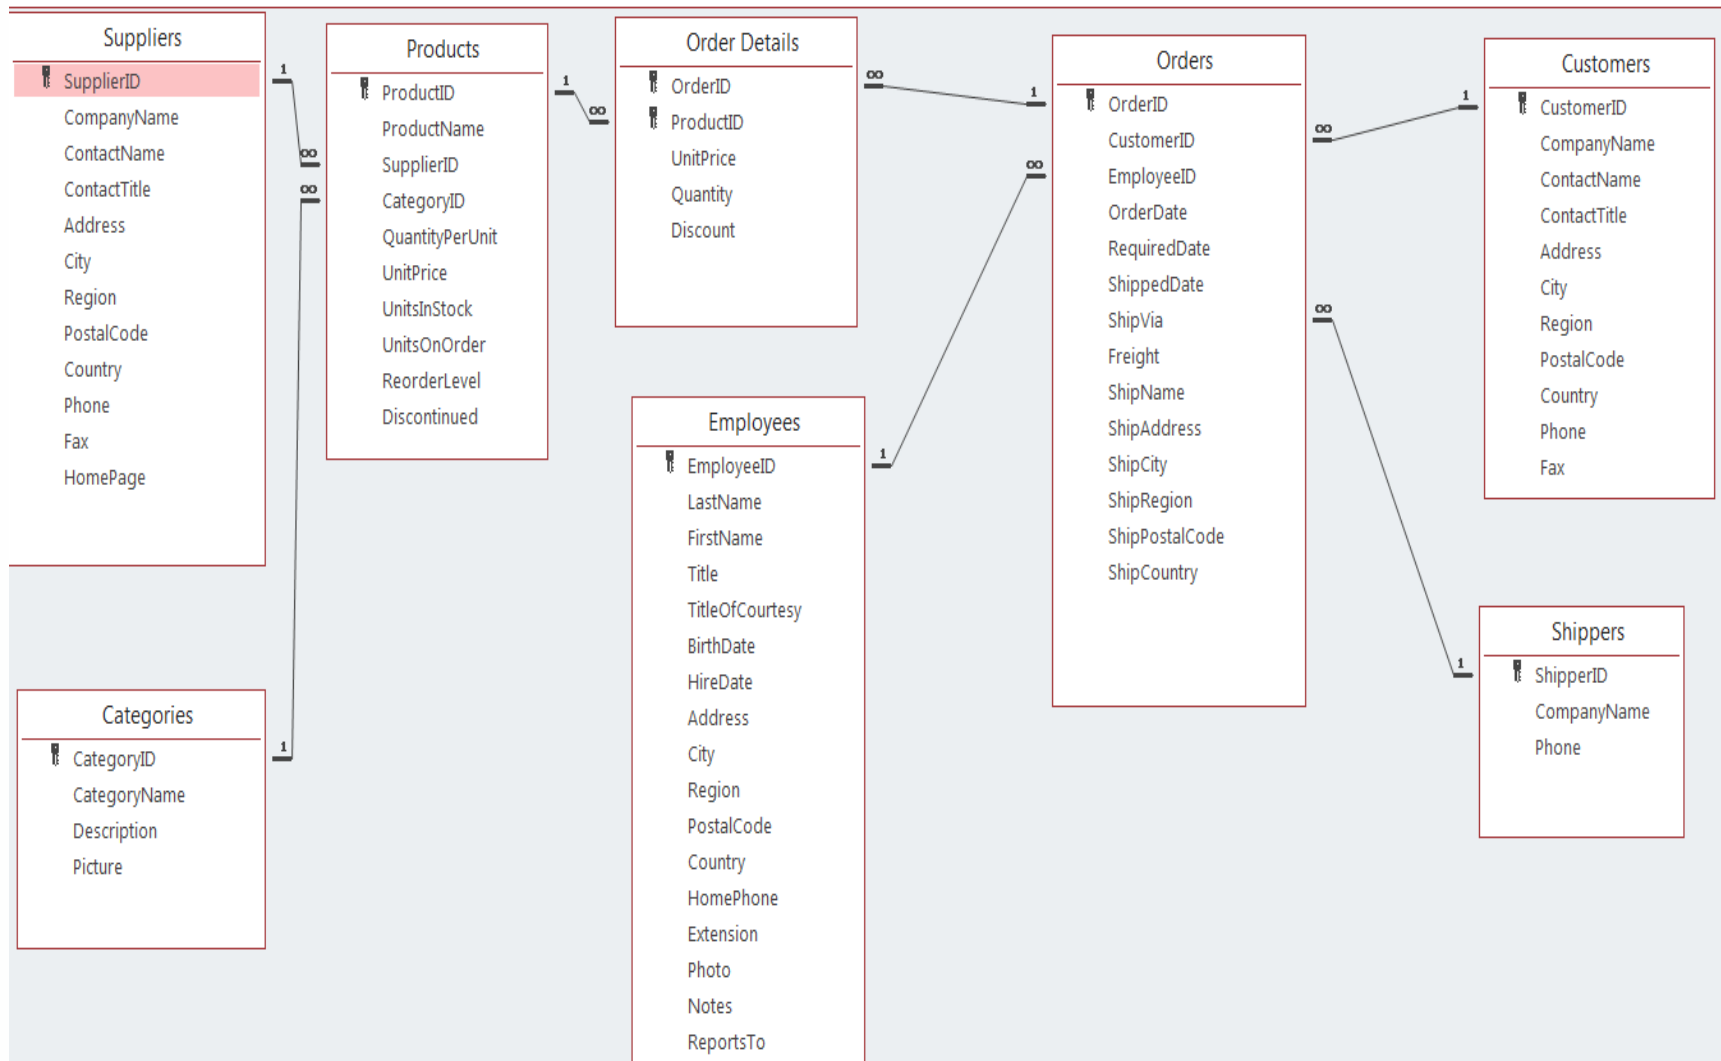 Suppliers
SupplierID
CompanyName
ContactName
ContactTitle
Address
City
Region
PostalCode
Country
Phone
Fax
HomePage
1
∞
∞
Products
ProductID
ProductName
SupplierID
CategoryID
QuantityPerUnit
UnitPrice
UnitsInStock
UnitsOnOrder
ReorderLevel
Discontinued
1
∞
Order Details
OrderID
ProductID
UnitPrice
Quantity
Discount
∞
1
∞
Orders
OrderID
CustomerID
EmployeeID
OrderDate
RequiredDate
ShippedDate
ShipVia
Freight
ShipName
ShipAddress
ShipCity
ShipRegion
ShipPostalCode
ShipCountry
∞
1
∞
Customers
CustomerID
CompanyName
ContactName
ContactTitle
Address
City
Region
PostalCode
Country
Phone
Fax
Categories
CategoryID
CategoryName
Description
Picture
1
Employees
EmployeeID
LastName
FirstName
Title
TitleOfCourtesy
BirthDate
HireDate
Address
City
Region
PostalCode
Country
HomePhone
Extension
Photo
Notes
ReportsTo
1
1
Shippers
ShipperID
CompanyName
Phone